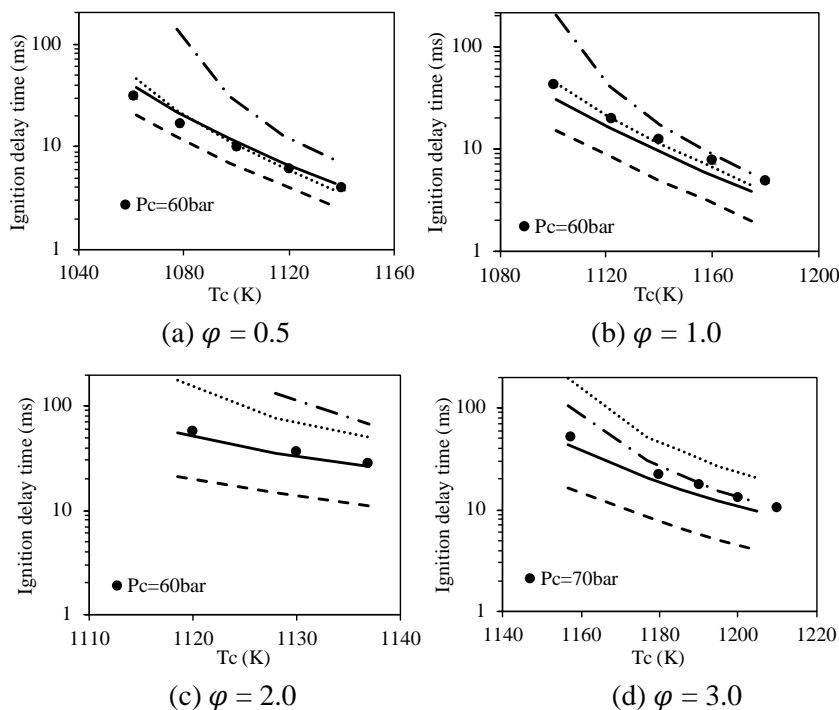 Ignition delay time (ms)
100
10
1
1040 1080 1120 1160
Tc (K)
Pc=60bar
(a) φ = 0.5
Ignition delay time (ms)
100
10
1
1080 1120 1160 1200
Tc(K)
Pc=60bar
(b) φ = 1.0
Ignition delay time (ms)
100
10
1
1110 1120 1130 1140
Tc (K)
Pc=60bar
(c) φ = 2.0
Ignition delay time (ms)
100
10
1
1140 1160 1180 1200 1220
Tc (K)
Pc=70bar
(d) φ = 3.0